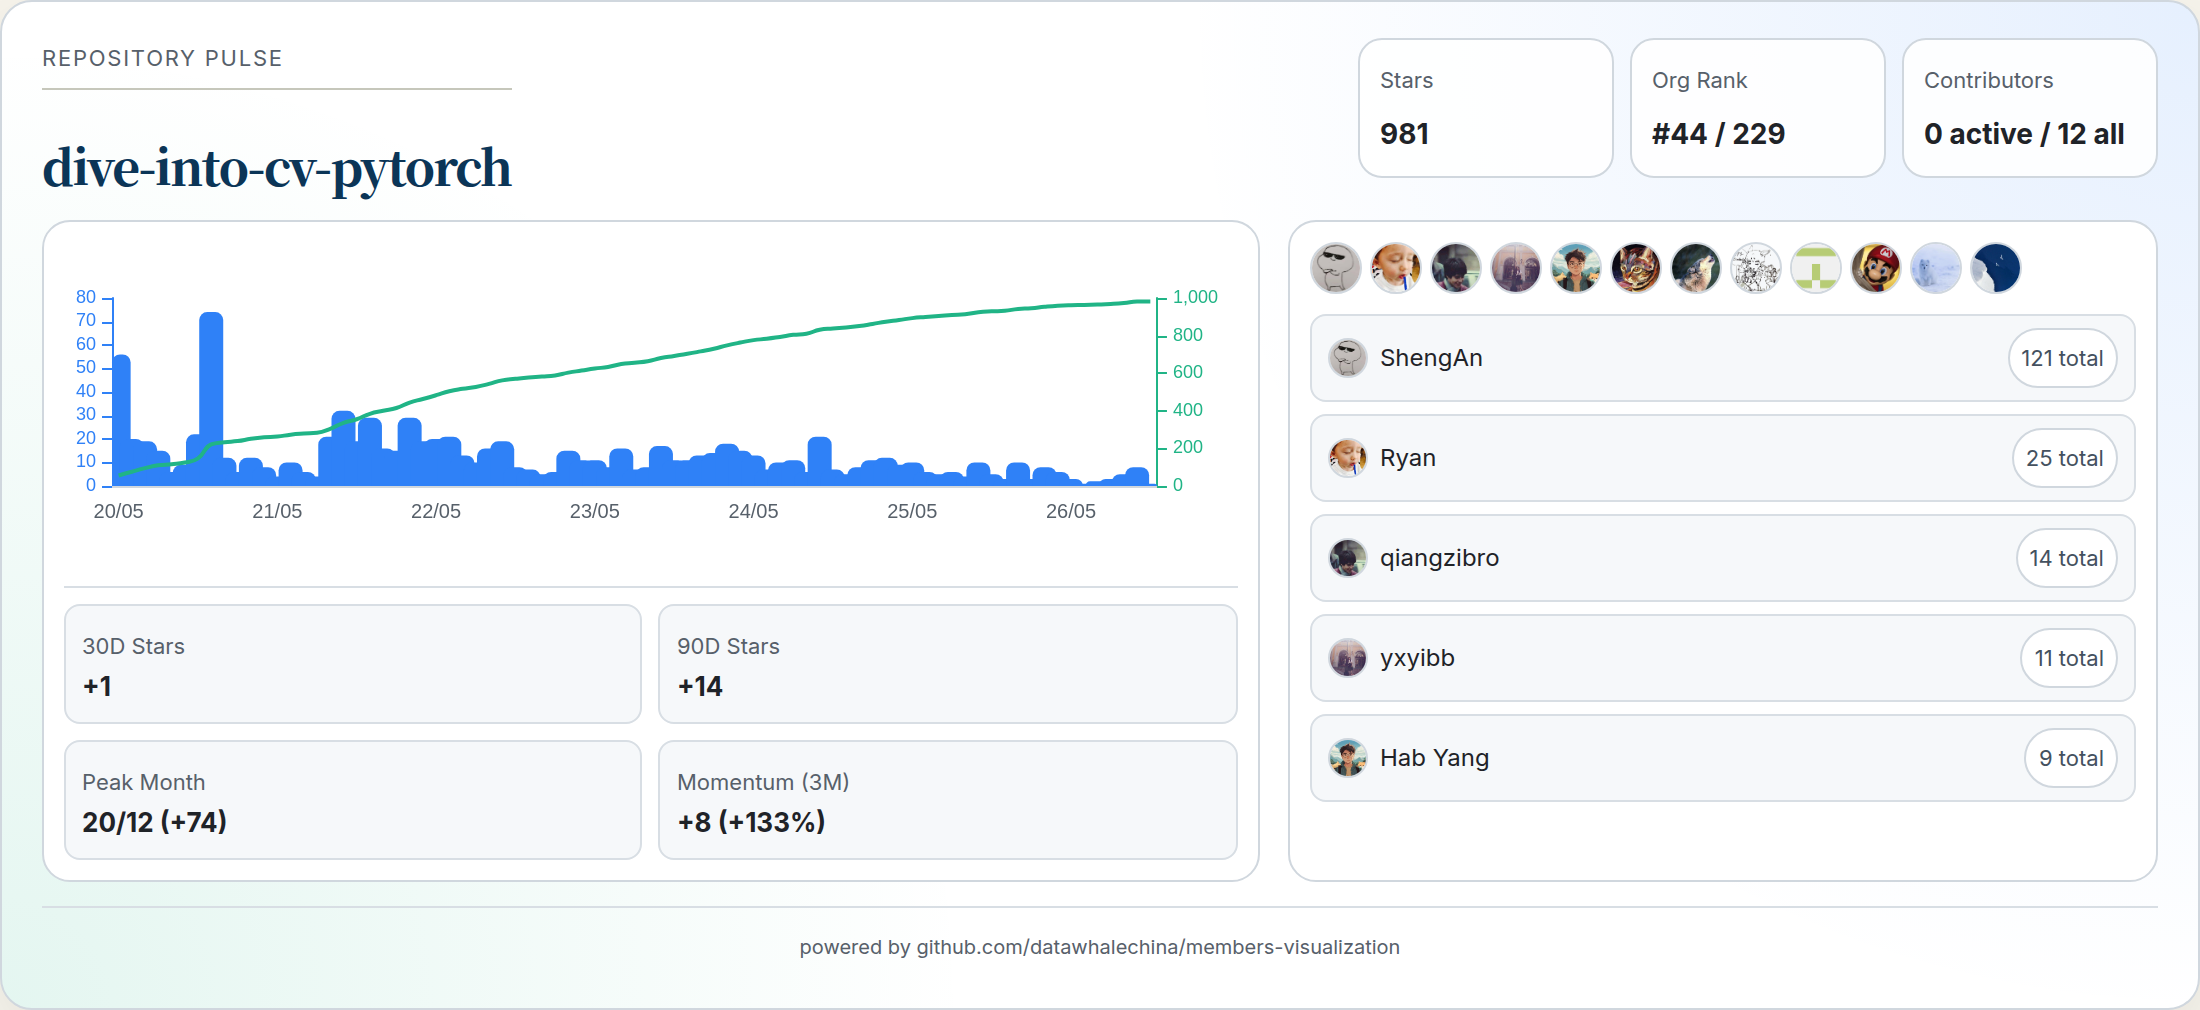 REPOSITORY PULSE
dive-into-cv-pytorch
Stars
981
Org Rank
#44 / 229
Contributors
0 active / 12 all
80
70
60
50
40
30
20
10
0
1,000
800
600
400
200
0
20/05
21/05
22/05
23/05
24/05
25/05
26/05
30D Stars
+1
90D Stars
+14
Peak Month
20/12 (+74)
Momentum (3M)
+8 (+133%)
ShengAn
121 total
Ryan
25 total
qiangzibro
14 total
yxyibb
11 total
Hab Yang
9 total
powered by github.com/datawhalechina/members-visualization